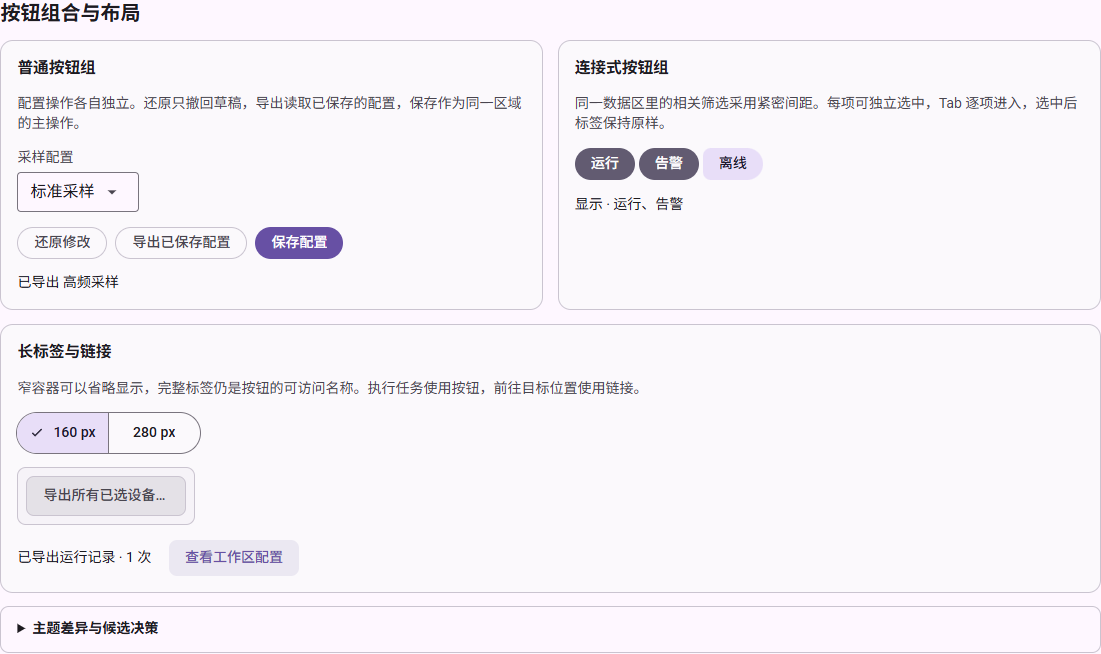 按钮组合与布局
普通按钮组
配置操作各自独立。还原只撤回草稿，导出读取已保存的配置，保存作为同一区域
的主操作。
采样配置
标准采样
还原修改
导出已保存配置
保存配置
已导出 高频采样
连接式按钮组
同一数据区里的相关筛选采用紧密间距。每项可独立选中，Tab 逐项进入，选中后
标签保持原样。
运行
告警
离线
显示 · 运行、告警
长标签与链接
窄容器可以省略显示，完整标签仍是按钮的可访问名称。执行任务使用按钮，前往目标位置使用链接。
160 px
280 px
导出所有已选设备...
已导出运行记录 · 1 次
查看工作区配置
主题差异与候选决策